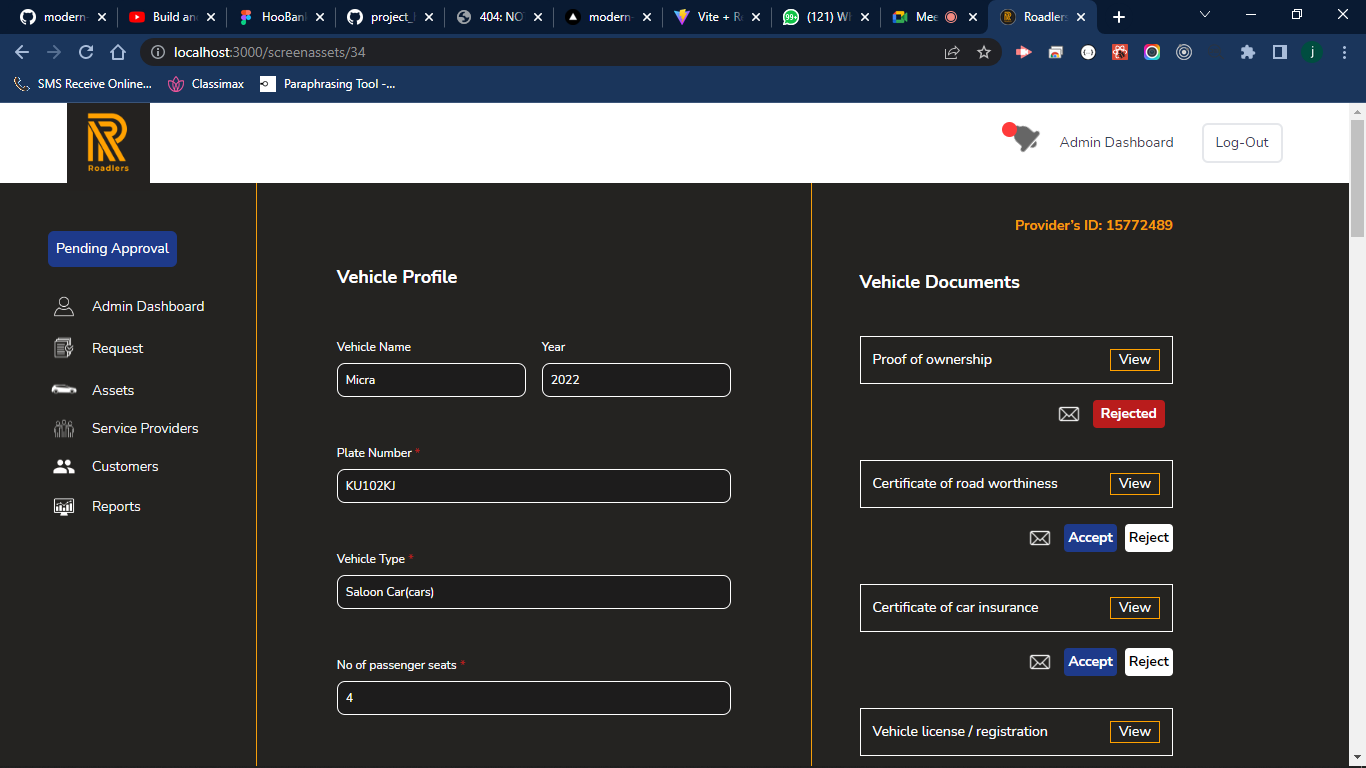 modern-
Build an
HooBank
project_
404: NO
modern-
Vite + R
(121) W
Mee
Roadlers
localhost:3000/screenassets/34
j
SMS Receive Online...
Classimax
Paraphrasing Tool -...
R
Roadlers
Admin Dashboard
Log-Out
Pending Approval
Admin Dashboard
Request
Assets
Service Providers
Customers
Reports
Vehicle Profile
Vehicle Name
Year
Micra
2022
Plate Number *
KU102KJ
Vehicle Type *
Saloon Car(cars)
No of passenger seats *
4
Provider's ID: 15772489
Vehicle Documents
Proof of ownership
View
Rejected
Certificate of road worthiness
View
Accept
Reject
Certificate of car insurance
View
Accept
Reject
Vehicle license / registration
View